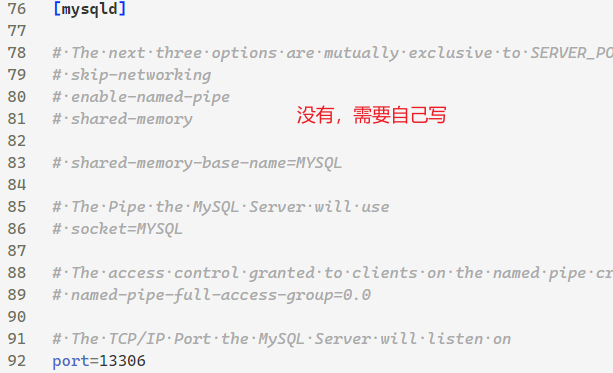 76 [mysqld]
77
78 # The next three options are mutually exclusive to SERVER_PO
79 # skip-networking
80 # enable-named-pipe
81 # shared-memory 没有，需要自己写
82
83 # shared-memory-base-name=MYSQL
84
85 # The Pipe the MySQL Server will use
86 # socket=MYSQL
87
88 # The access control granted to clients on the named pipe cr
89 # named-pipe-full-access-group=0.0
90
91 # The TCP/IP Port the MySQL Server will listen on
92 port=13306